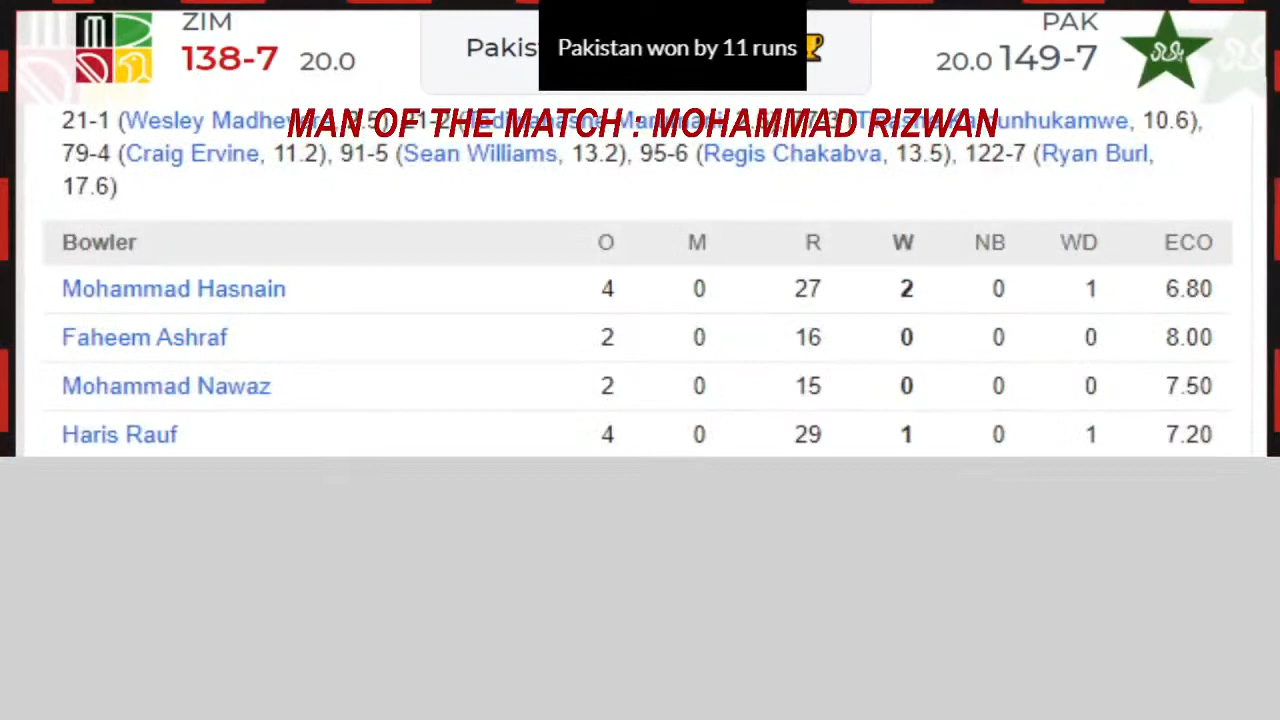 ZIM
138-7 20.0
Pakis
Pakistan won by 11 runs
PAK
20.0 149-7
MAN OF THE MATCH : MOHAMMAD RIZWAN
21-1 (Wesley 10.6),
79-4 (Craig Ervine, 11.2), 91-5 (Sean Williams, 13.2), 95-6 (Regis Chakabva, 13.5), 122-7 (Ryan Burl,
17.6)
Bowler O M R W NB WD ECO
Mohammad Hasnain 4 0 27 2 0 1 6.80
Faheem Ashraf 2 0 16 0 0 0 8.00
Mohammad Nawaz 2 0 15 0 0 0 7.50
Haris Rauf 4 0 29 1 0 1 7.20